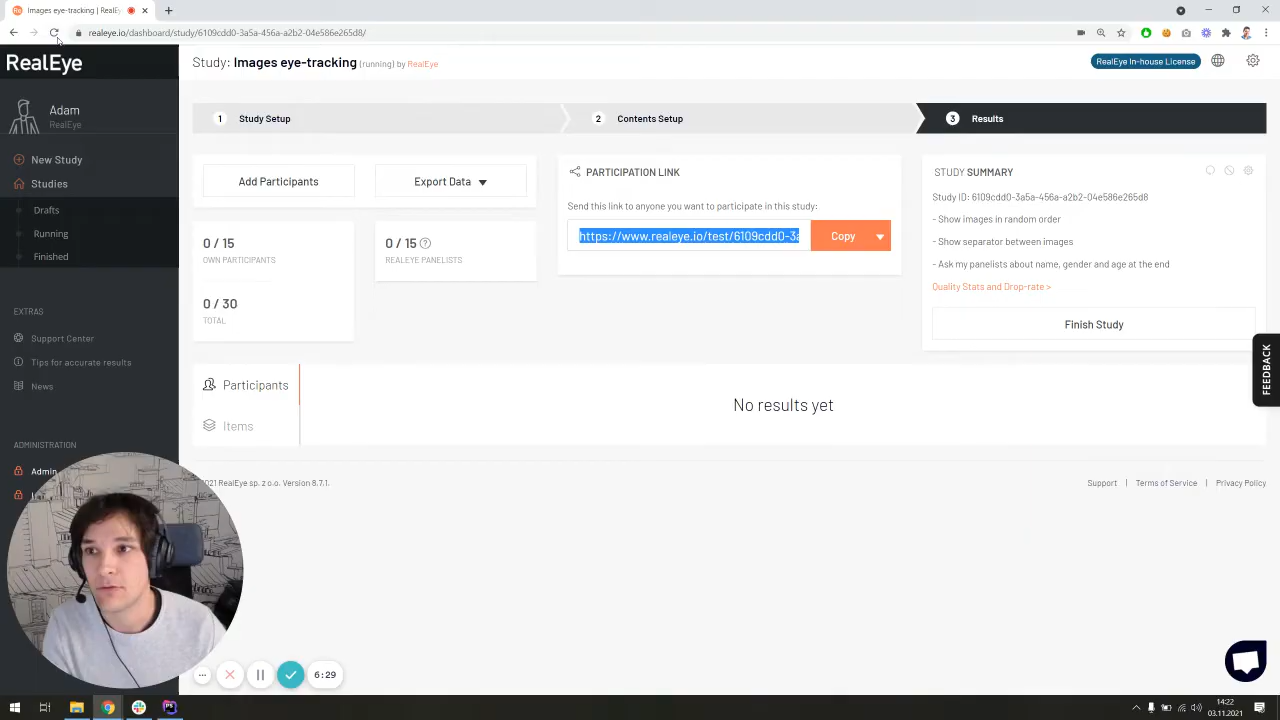 Images eye-tracking | RealE
realeye.io/dashboard/study/6109cdd0-3a5a-456a-a2b2-04e586e265d8/
RealEye
Study: Images eye-tracking (running) by RealEye
RealEye In-house License
Adam
RealEye
1 Study Setup
2 Contents Setup
3 Results
New Study
Studies
Drafts
Running
Finished
EXTRAS
Support Center
Tips for accurate results
News
ADMINISTRATION
Admin
Add Participants
Export Data
0 / 15
OWN PARTICIPANTS
0 / 15
REALEYE PANELISTS
0 / 30
TOTAL
PARTICIPATION LINK
Send this link to anyone you want to participate in this study:
https://www.realeye.io/test/6109cdd0-3a
Copy
STUDY SUMMARY
Study ID: 6109cdd0-3a5a-456a-a2b2-04e586e265d8
- Show images in random order
- Show separator between images
- Ask my panelists about name, gender and age at the end
Quality Stats and Drop-rate >
Finish Study
FEEDBACK
Participants
Items
No results yet
2021 RealEye sp. z o.o. Version 8.7.1.
Support | Terms of Service | Privacy Policy
6:29
14:22
03.11.2021